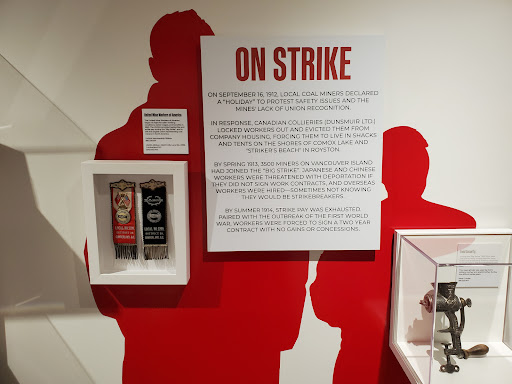 ON STRIKE
ON SEPTEMBER 16, 1912, LOCAL COAL MINERS DECLARED
A "HOLIDAY" TO PROTEST SAFETY ISSUES AND THE
MINES' LACK OF UNION RECOGNITION.
IN RESPONSE, CANADIAN COLLIERIES (DUNSMUIR LTD.)
LOCKED WORKERS OUT AND EVICTED THEM FROM
COMPANY HOUSING, FORCING THEM TO LIVE IN SHACKS
AND TENTS ON THE SHORES OF COMOX LAKE AND
"STRIKER'S BEACH" IN ROYSTON.
BY SPRING 1913, 3500 MINERS ON VANCOUVER ISLAND
HAD JOINED THE "BIG STRIKE". JAPANESE AND CHINESE
WORKERS WERE THREATENED WITH DEPORTATION IF
THEY DID NOT SIGN WORK CONTRACTS, AND OVERSEAS
WORKERS WERE HIRED—SOMETIMES NOT KNOWING
THEY WOULD BE STRIKEBREAKERS.
BY SUMMER 1914, STRIKE PAY WAS EXHAUSTED.
PAIRED WITH THE OUTBREAK OF THE FIRST WORLD
WAR, WORKERS WERE FORCED TO SIGN A TWO YEAR
CONTRACT WITH NO GAINS OR CONCESSIONS.
United Mine Workers of America